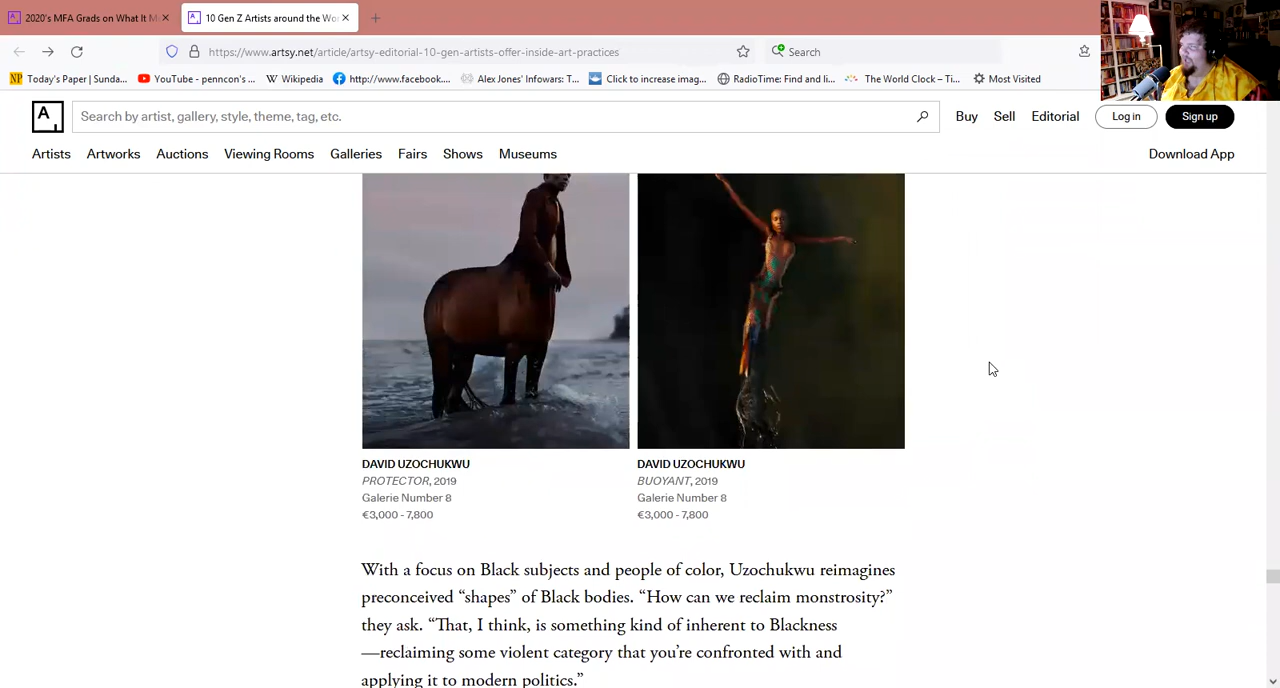 2020's MFA Grads on What It M
10 Gen Z Artists around the Wor
https://www.artsy.net/article/artsy-editorial-10-gen-artists-offer-inside-art-practices
Search
Today's Paper | Sunda...
YouTube - penncon's ...
Wikipedia
http://www.facebook....
Alex Jones' Infowars: T...
Click to increase imag...
RadioTime: Find and li...
The World Clock – Ti...
Most Visited
A,
Search by artist, gallery, style, theme, tag, etc.
Buy
Sell
Editorial
Log in
Sign up
Artists
Artworks
Auctions
Viewing Rooms
Galleries
Fairs
Shows
Museums
Download App
DAVID UZOCHUKWU
PROTECTOR, 2019
Galerie Number 8
€3,000 - 7,800
DAVID UZOCHUKWU
BUOYANT, 2019
Galerie Number 8
€3,000 - 7,800
With a focus on Black subjects and people of color, Uzochukwu reimagines
preconceived “shapes” of Black bodies. “How can we reclaim monstrosity?”
they ask. “That, I think, is something kind of inherent to Blackness
—reclaiming some violent category that you’re confronted with and
applying it to modern politics.”